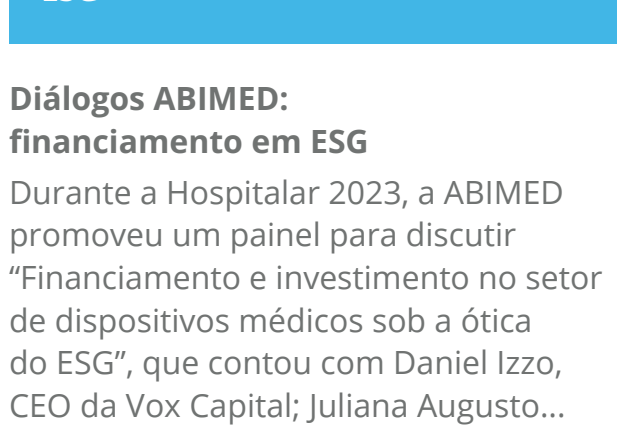 Diálogos ABIMED:
financiamento em ESG
Durante a Hospitalar 2023, a ABIMED
promoveu um painel para discutir
“Financiamento e investimento no setor
de dispositivos médicos sob a ótica
do ESG”, que contou com Daniel Izzo,
CEO da Vox Capital; Juliana Augusto...